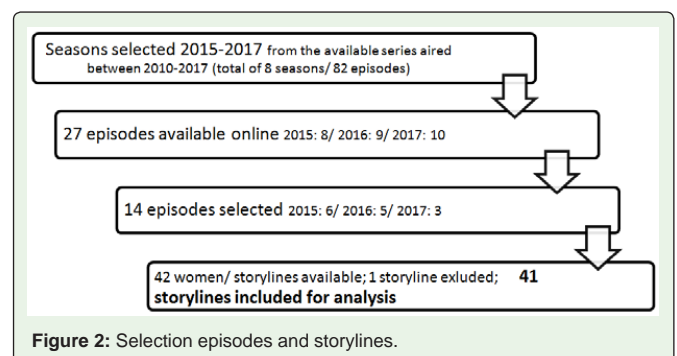 Seasons selected 2015-2017 from the available series aired
between 2010-2017 (total of 8 seasons/ 82 episodes)
27 episodes available online 2015: 8/ 2016: 9/ 2017: 10
14 episodes selected 2015: 6/ 2016: 5/ 2017: 3
42 women/ storylines available; 1 storyline exluded; 41
storylines included for analysis
Figure 2: Selection episodes and storylines.